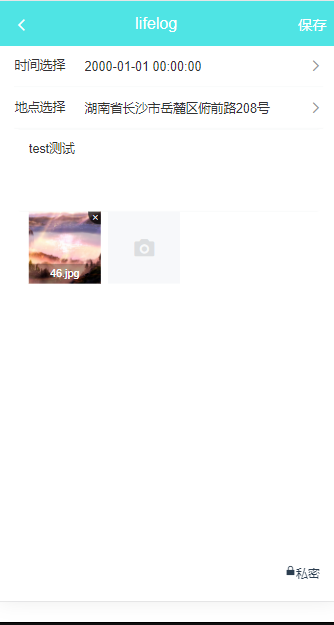 lifelog
保存
时间选择 2000-01-01 00:00:00
地点选择 湖南省长沙市岳麓区俯前路208号
test测试
46.jpg
私密